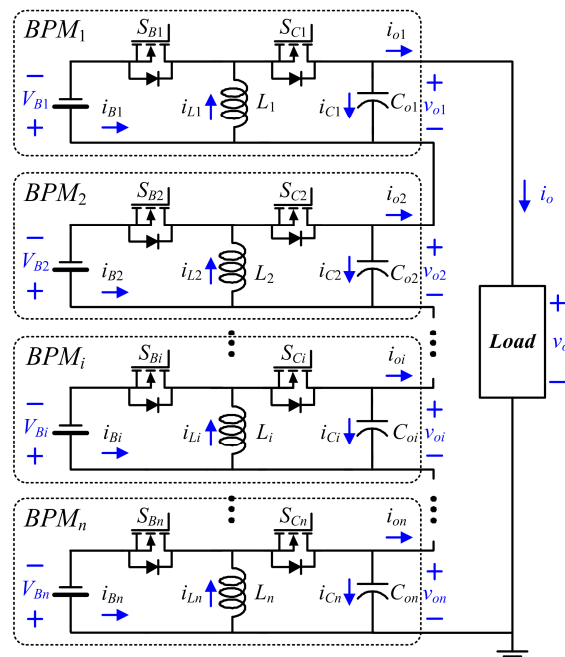 BPM1 SB1 SC1 io1
− VB1 + iB1 iL1 L1 iC1 Co1 + vo1 −
BPM2 SB2 SC2 io2 io
− VB2 + iB2 iL2 L2 iC2 Co2 + vo2 −
Load + vo −
BPMi SBi SCi ioi
− VBi + iBi iLi Li iCi Coi + voi −
BPMn SBn SCn ion
− VBn + iBn iLn Ln iCn Con + von −